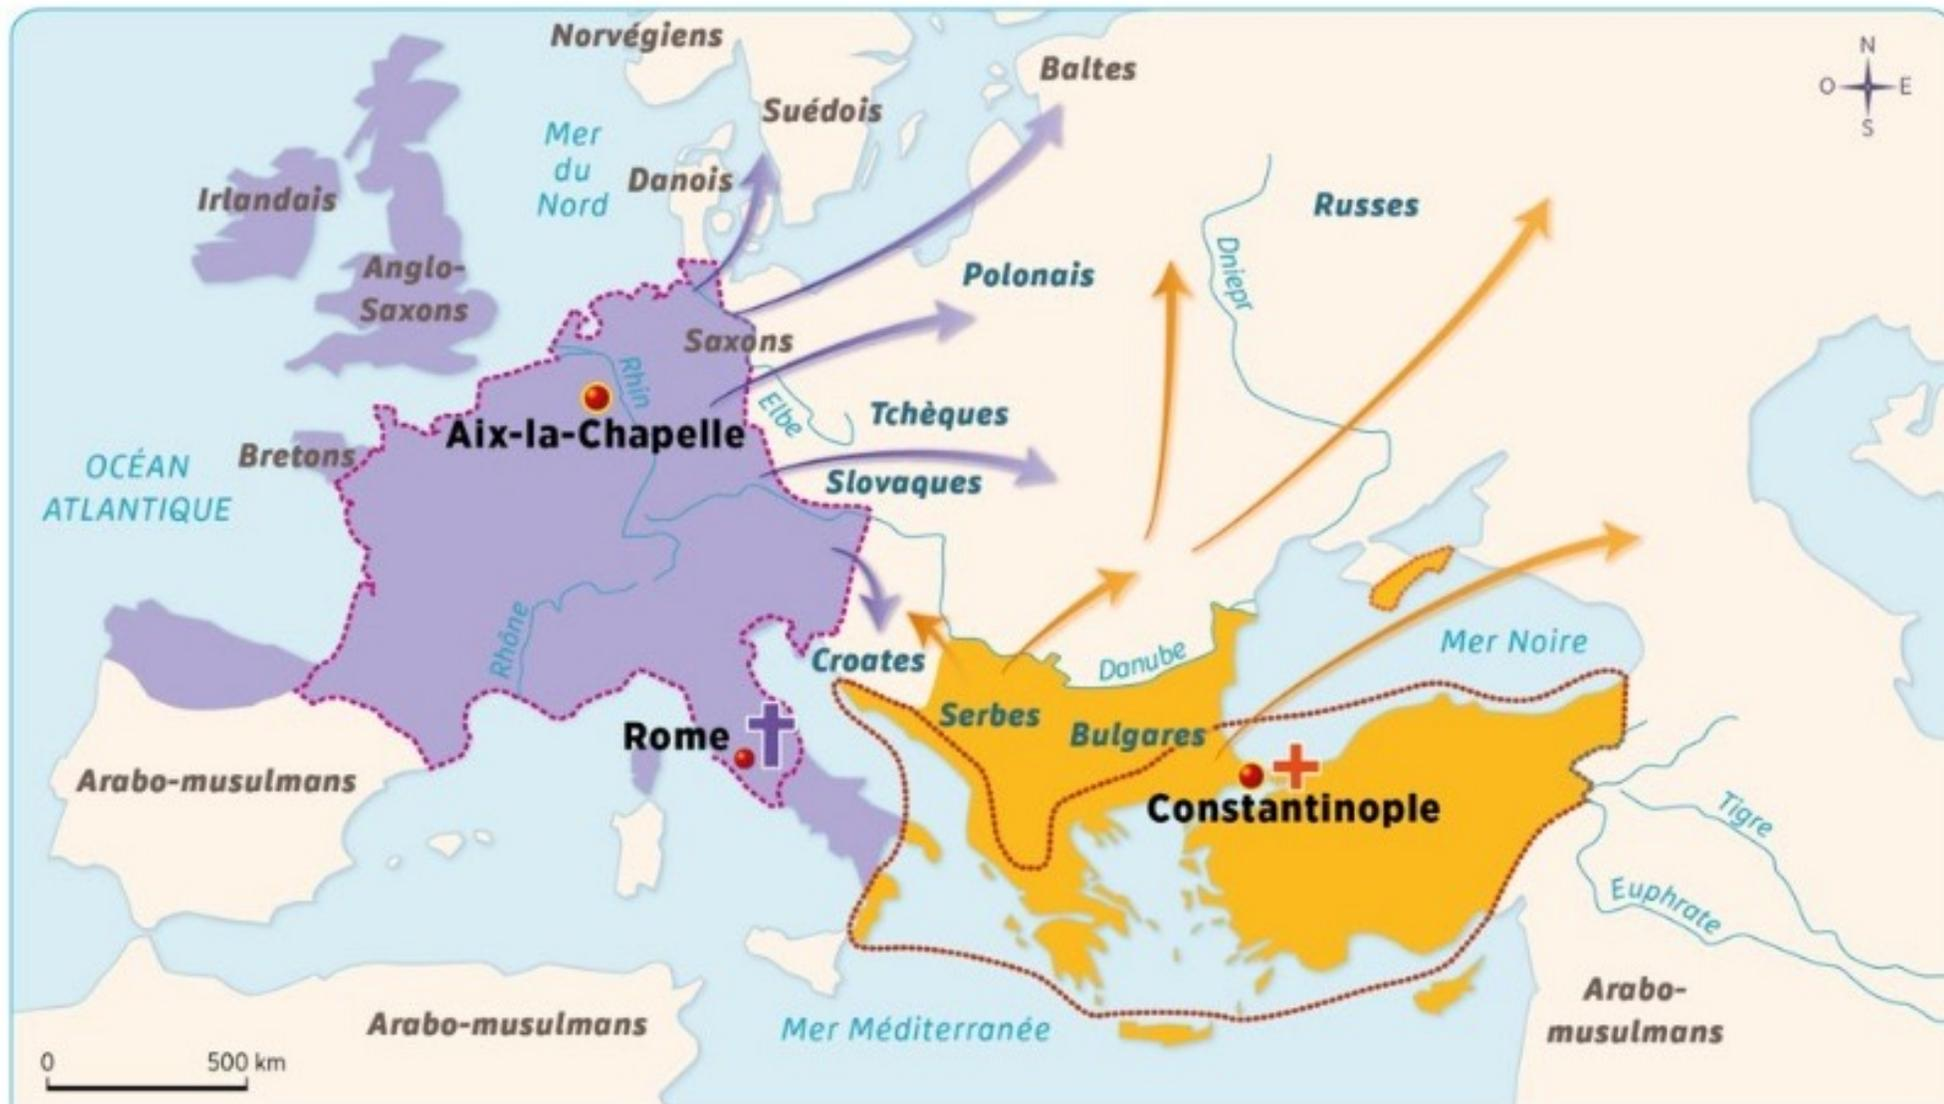 Norvégiens
Baltes
N
O
E
S
Suédois
Mer
du
Nord
Danois
Irlandais
Russes
Dniepr
Anglo-
Saxons
Polonais
Saxons
Rhin
Elbe
Tchèques
Aix-la-Chapelle
Bretons
OCÉAN
ATLANTIQUE
Slovaques
Rhône
Croates
Danube
Mer Noire
Serbes
Bulgares
Rome
Arabo-musulmans
Constantinople
Tigre
Euphrate
Arabo-musulmans
Mer Méditerranée
Arabo-
musulmans
0
500 km